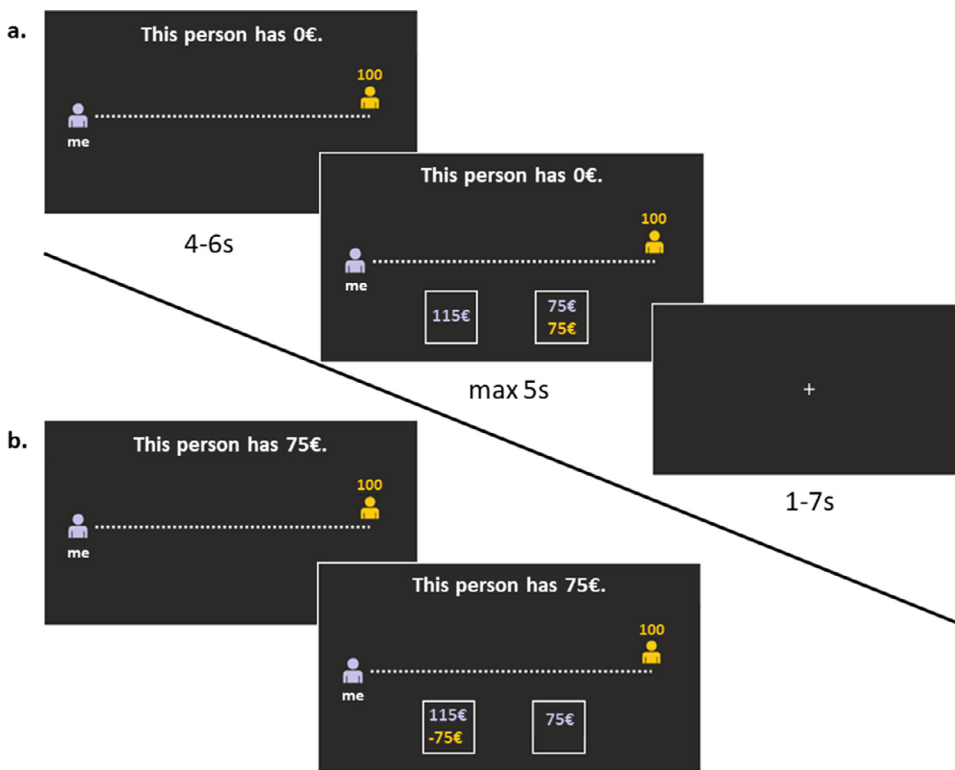 a.
This person has 0€.
100
me
4-6s
This person has 0€.
100
me
115€
75€
75€
max 5s
+
1-7s
b.
This person has 75€.
100
me
This person has 75€.
100
me
115€
-75€
75€